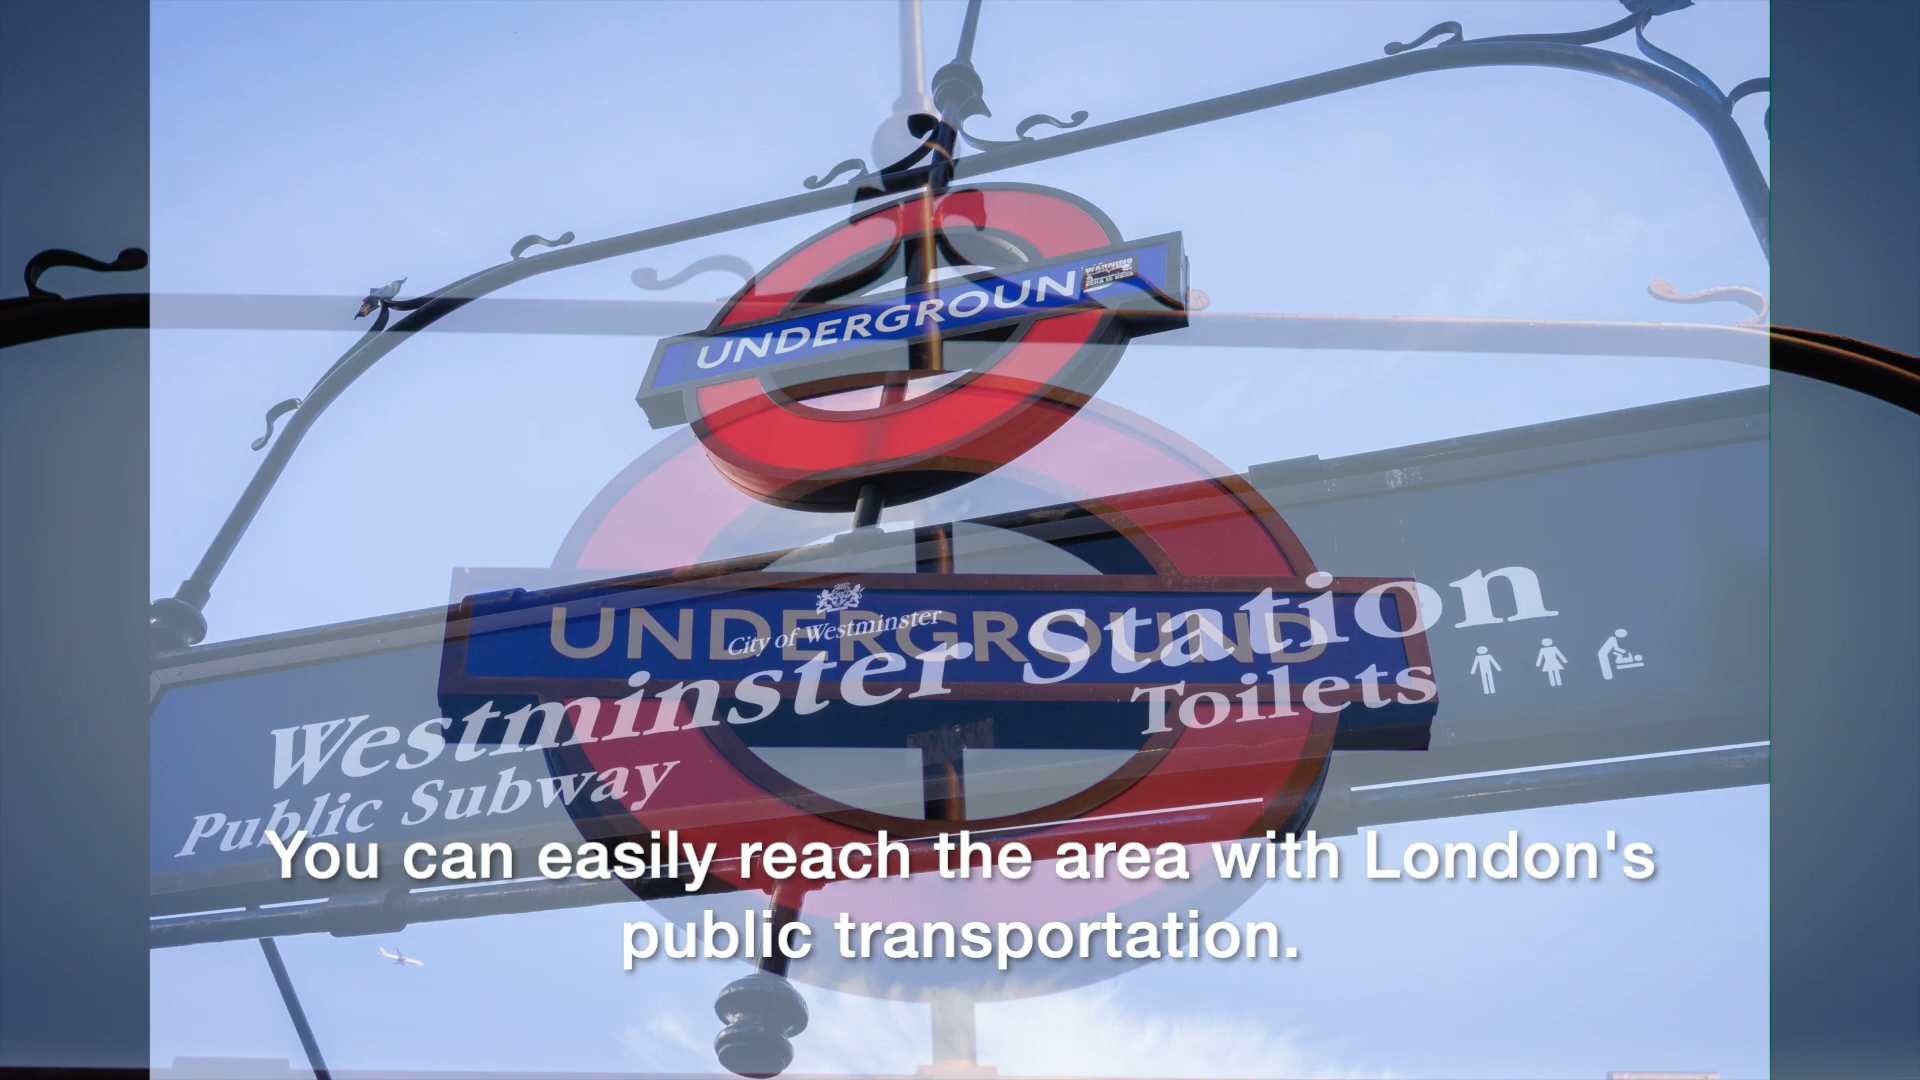 UNDERGROUN
WARNING
UNDERGROUND
City of Westminster
Westminster Station
Public Subway
Toilets
You can easily reach the area with London's
public transportation.